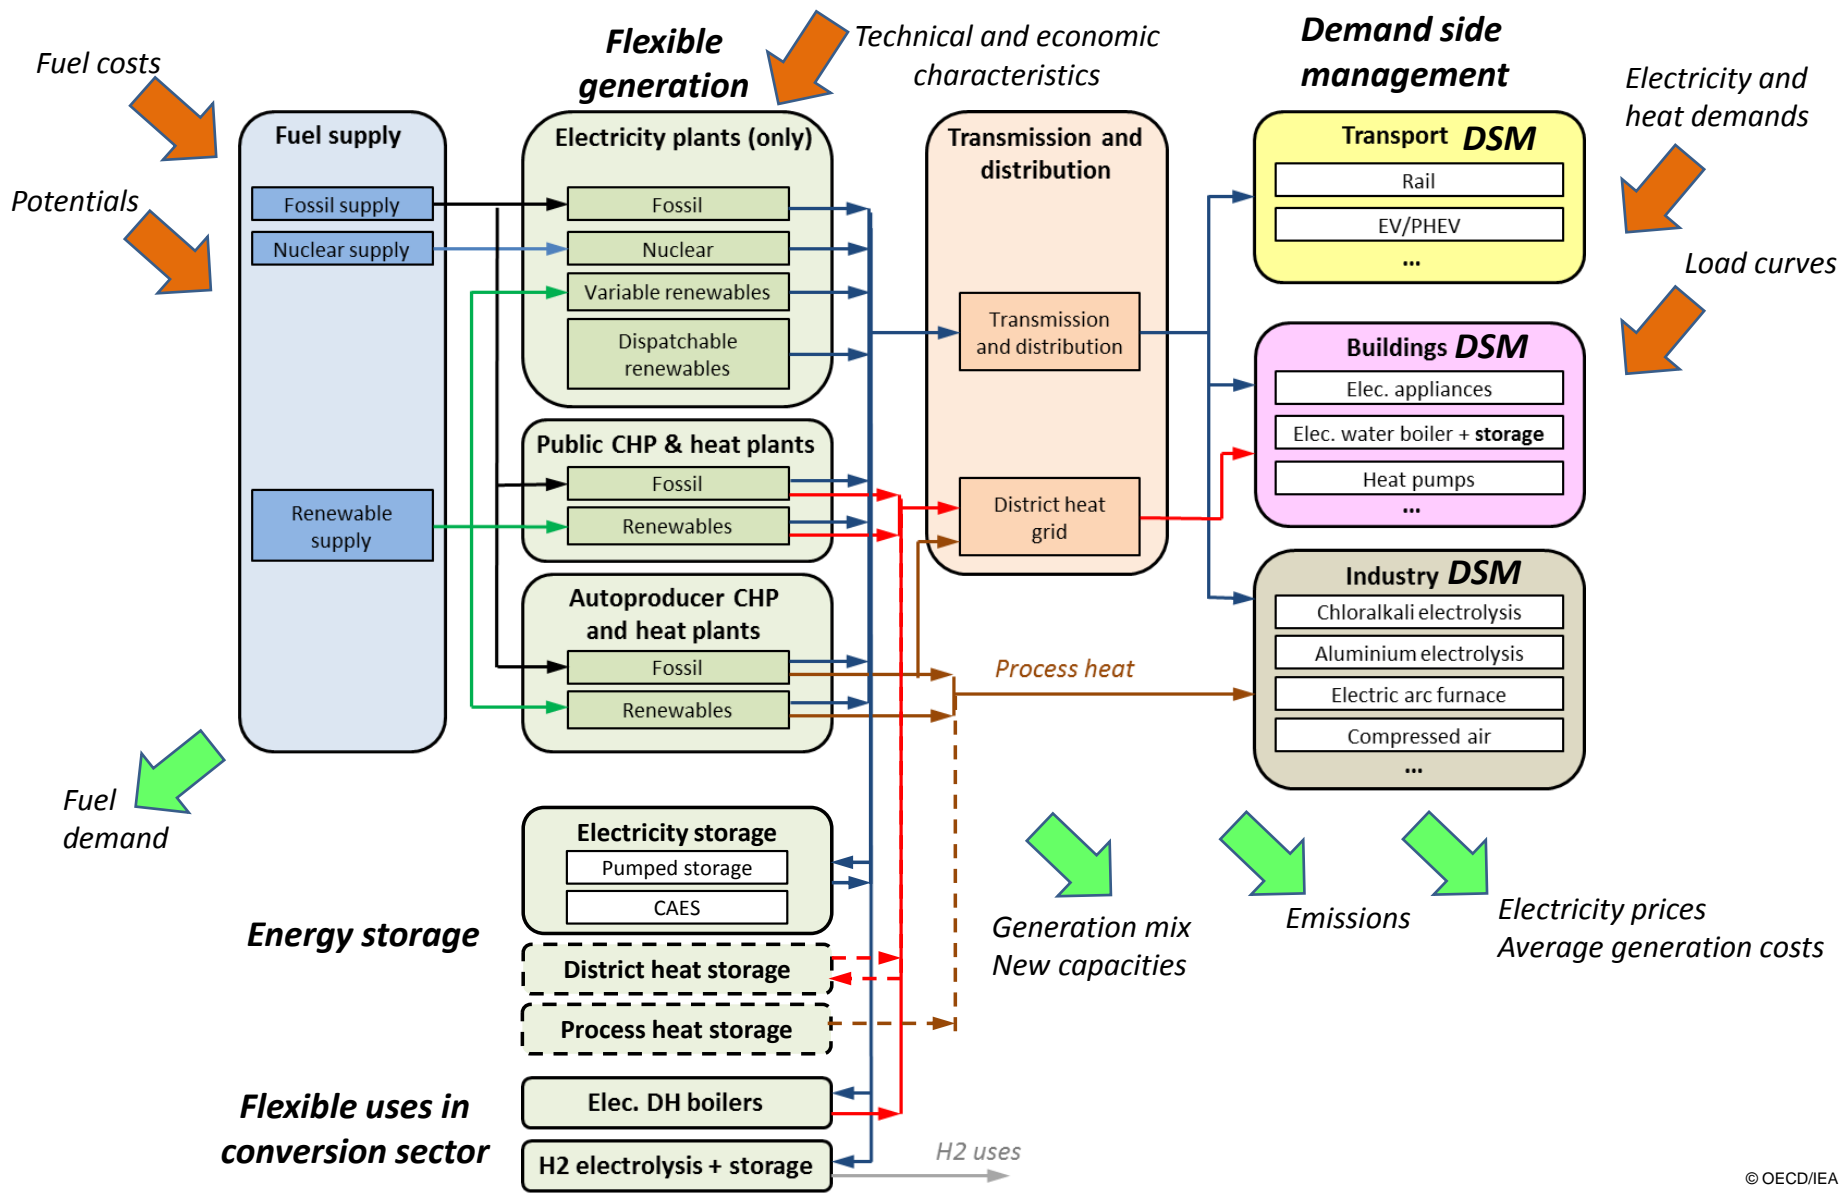 Fuel costs
Potentials
Flexible
generation
Technical and economic
characteristics
Demand side
management
Electricity and
heat demands
Load curves
Fuel supply
Fossil supply
Nuclear supply
Renewable
supply
Electricity plants (only)
Fossil
Nuclear
Variable renewables
Dispatchable
renewables
Public CHP & heat plants
Fossil
Renewables
Autoproducer CHP
and heat plants
Fossil
Renewables
Transmission and
distribution
Transmission
and distribution
District heat
grid
Transport DSM
Rail
EV/PHEV
...
Buildings DSM
Elec. appliances
Elec. water boiler + storage
Heat pumps
...
Industry DSM
Chloralkali electrolysis
Aluminium electrolysis
Electric arc furnace
Compressed air
...
Process heat
Fuel
demand
Energy storage
Electricity storage
Pumped storage
CAES
District heat storage
Process heat storage
Generation mix
New capacities
Emissions
Electricity prices
Average generation costs
Flexible uses in
conversion sector
Elec. DH boilers
H2 electrolysis + storage
H2 uses
© OECD/IEA